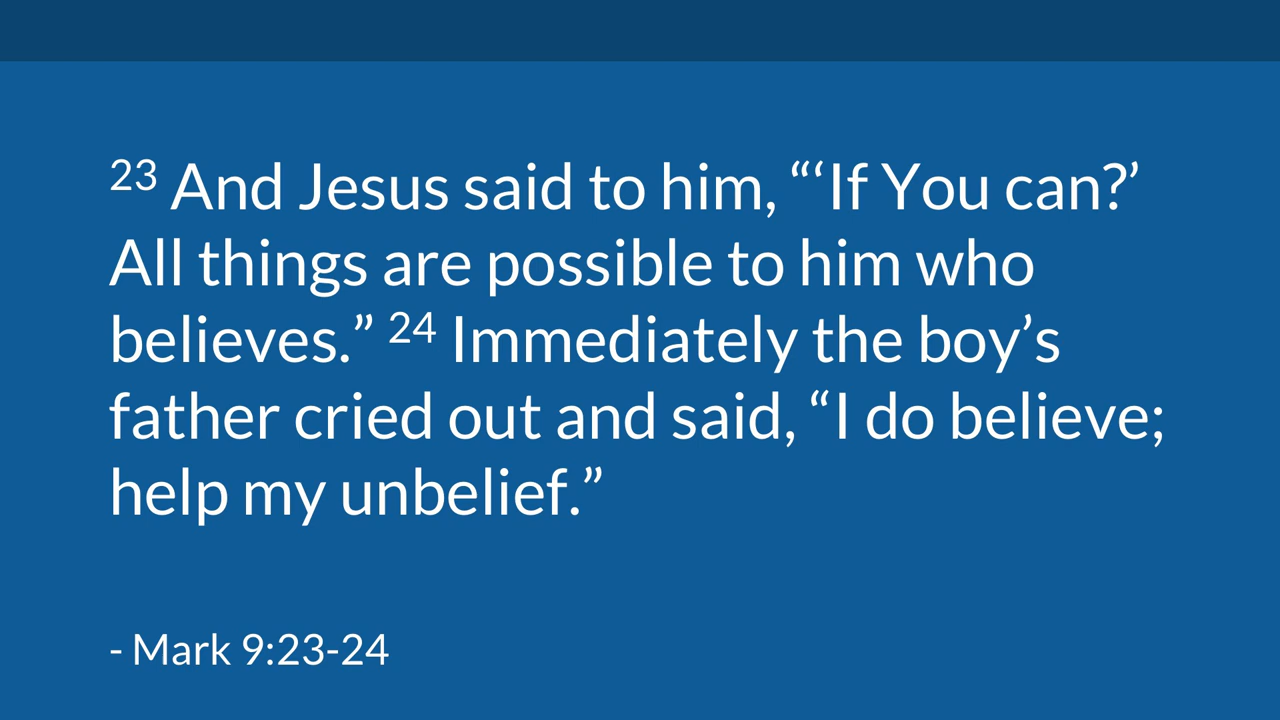 23 And Jesus said to him, “‘If You can?’
All things are possible to him who
believes.” 24 Immediately the boy’s
father cried out and said, “I do believe;
help my unbelief.”
- Mark 9:23-24